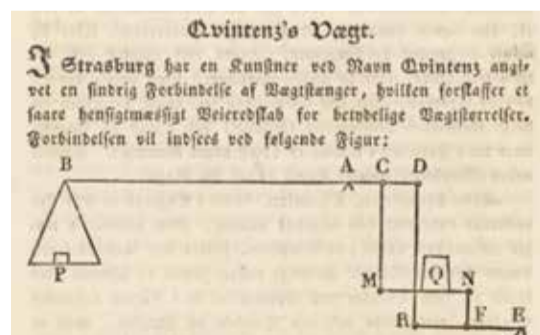 Qvintenz's Vægt.
I Strasburg har en Kunstner ved Navn Qvintenz angi-
vet en sindrig Forbindelse af Vægtstænger, hvilken forskaffer et
saare hensigtmæssigt Veieredskab for betydelige Vægtstørrelser.
Forbindelsen vil indsees ved følgende Figur:
B A C D
P
Q
M N
R F E